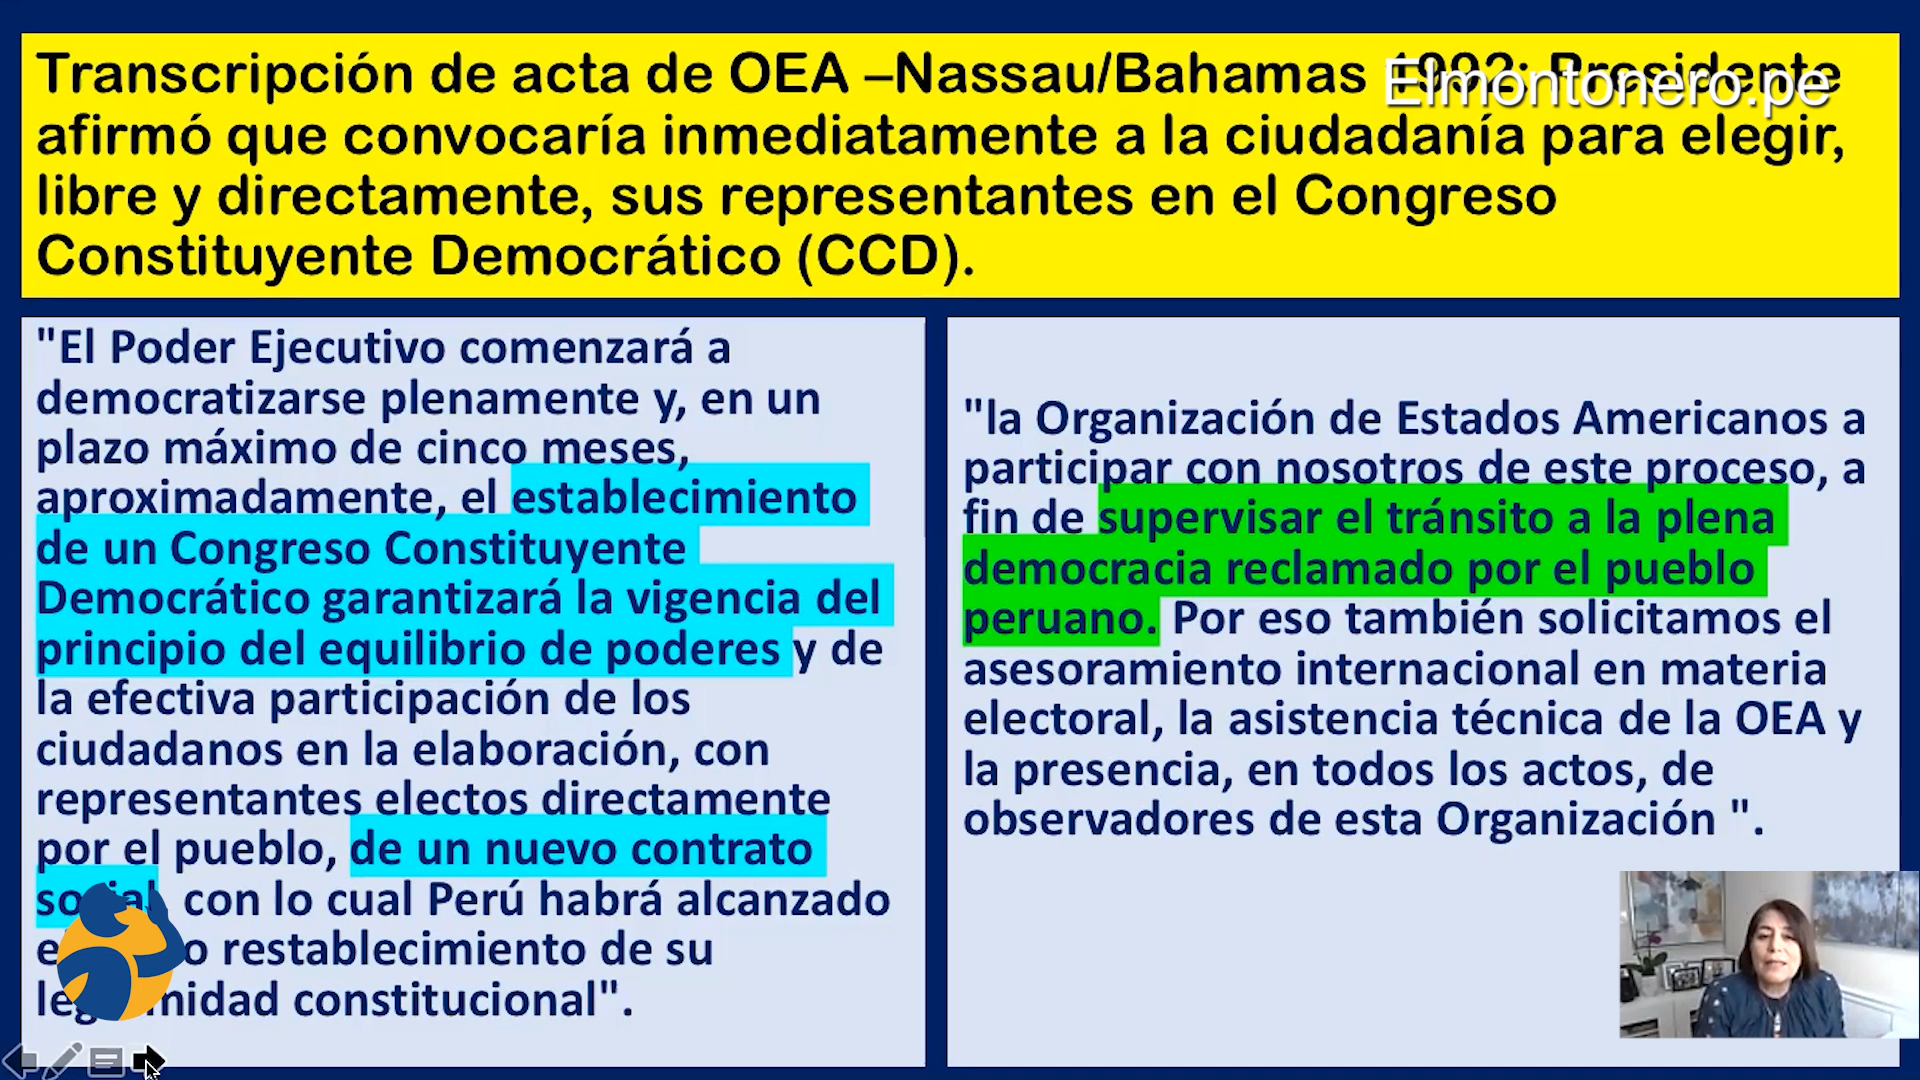 Transcripción de acta de OEA –Nassau/Bahamas 1992: Presidente
Elmontonero.pe
afirmó que convocaría inmediatamente a la ciudadanía para elegir,
libre y directamente, sus representantes en el Congreso
Constituyente Democrático (CCD).
"El Poder Ejecutivo comenzará a
democratizarse plenamente y, en un
plazo máximo de cinco meses,
aproximadamente, el establecimiento
de un Congreso Constituyente
Democrático garantizará la vigencia del
principio del equilibrio de poderes y de
la efectiva participación de los
ciudadanos en la elaboración, con
representantes electos directamente
por el pueblo, de un nuevo contrato
social, con lo cual Perú habrá alcanzado
restablecimiento de su
legitimidad constitucional".
"la Organización de Estados Americanos a
participar con nosotros de este proceso, a
fin de supervisar el tránsito a la plena
democracia reclamado por el pueblo
peruano. Por eso también solicitamos el
asesoramiento internacional en materia
electoral, la asistencia técnica de la OEA y
la presencia, en todos los actos, de
observadores de esta Organización ".